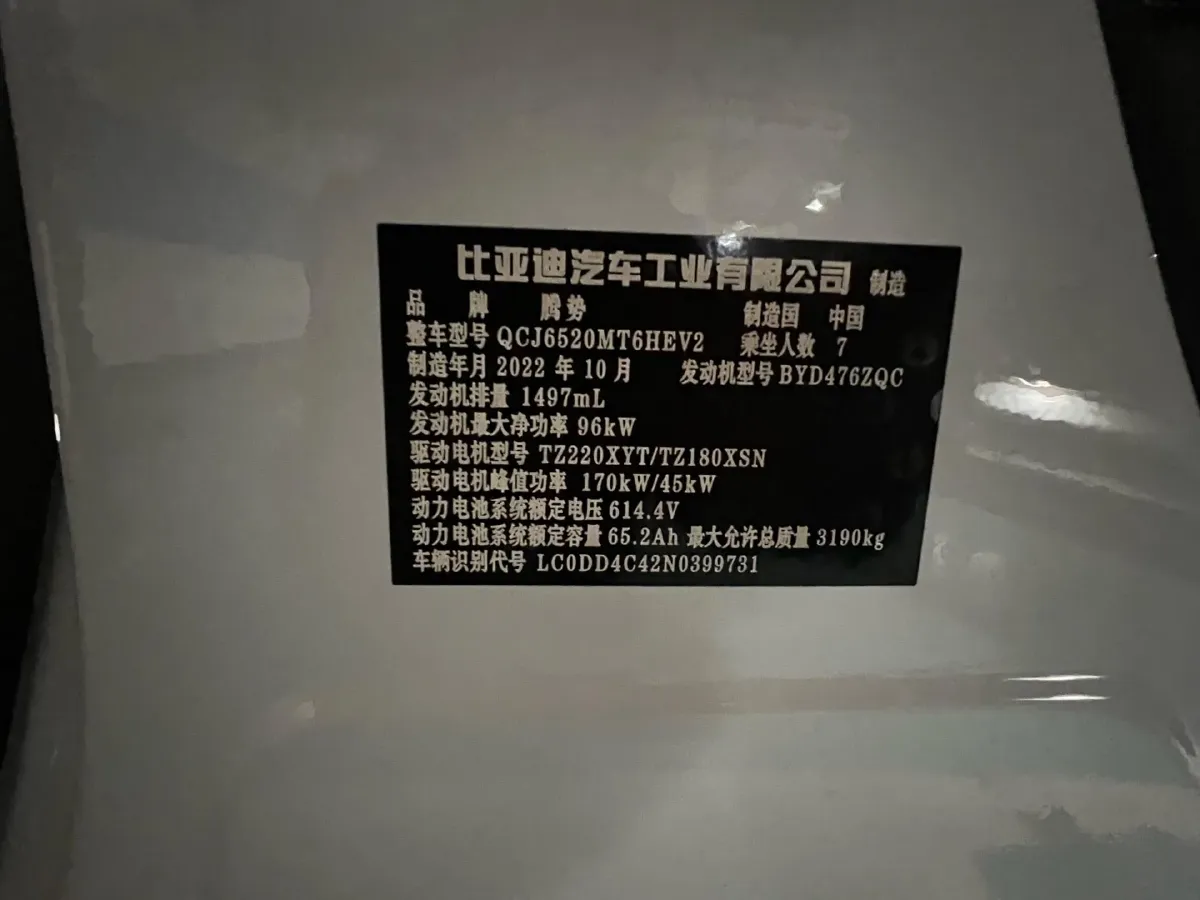 比亚迪汽车工业有限公司 制造
品 牌 腾势 制造国 中国
整车型号 QCJ6520MT6HEV2 乘坐人数 7
制造年月 2022 年 10 月 发动机型号 BYD476ZQC
发动机排量 1497mL
发动机最大净功率 96kW
驱动电机型号 TZ220XYT/TZ180XSN
驱动电机峰值功率 170kW/45kW
动力电池系统额定电压 614.4V
动力电池系统额定容量 65.2Ah 最大允许总质量 3190kg
车辆识别代号 LC0DD4C42N0399731